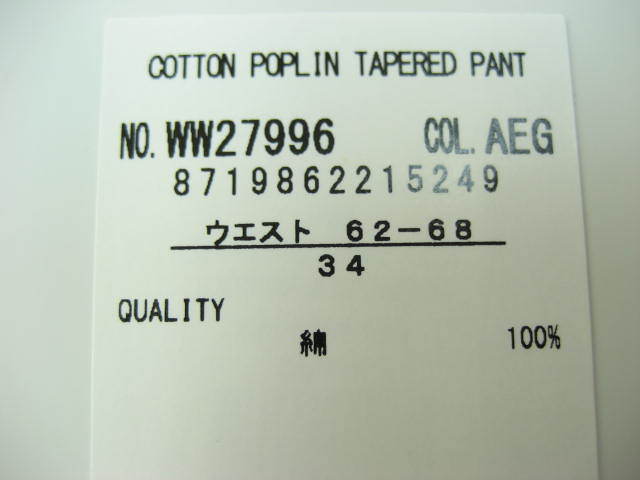 COTTON POPLIN TAPERED PANT
NO. WW27996 COL. AEG
8719862215249
ウエスト 62-68
34
QUALITY
綿 100%